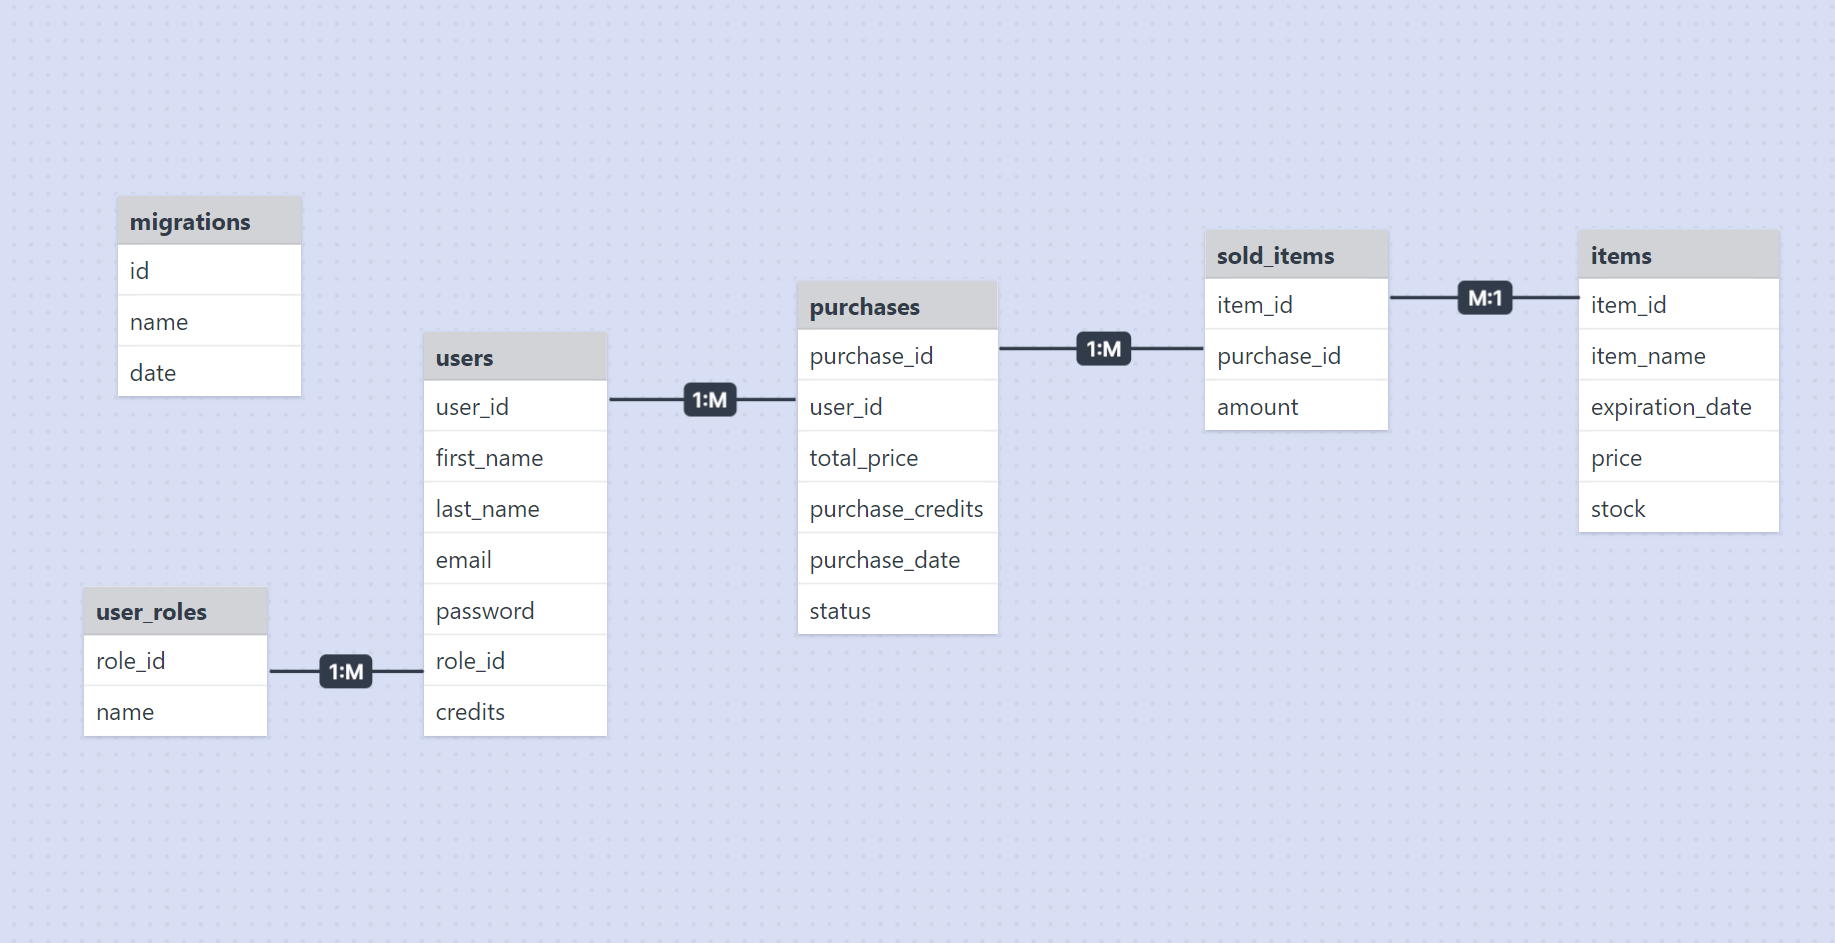 migrations
id
name
date
user_roles
role_id
name
1:M
users
user_id
first_name
last_name
email
password
role_id
credits
1:M
purchases
purchase_id
user_id
total_price
purchase_credits
purchase_date
status
1:M
sold_items
item_id
purchase_id
amount
M:1
items
item_id
item_name
expiration_date
price
stock